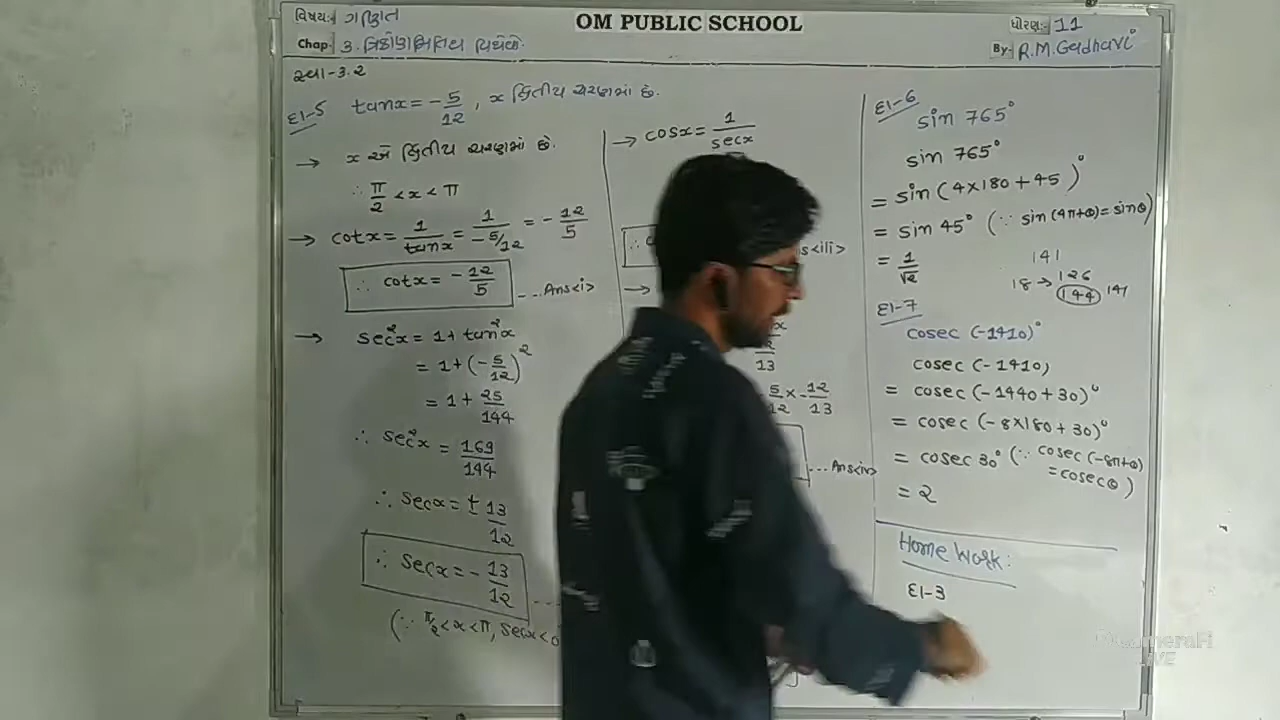 વિષય: ગણિત
OM PUBLIC SCHOOL
ધોરણ: 11
Chap: 3. ત્રિકોણમિતિય વિધેયો.
By: R.M.Gadhavi
સ્વા-3.2
દા-5 tanx = -5/12, x દ્વિતીય ચરણમાં છે.
→ x એ દ્વિતીય ચરણમાં છે.
∴ π/2 < x < π
→ cotx = 1/tanx = 1/-5/12 = -12/5
∴ cotx = -12/5 ...Ans<i>
→ sec²x = 1 + tan²x
= 1 + (-5/12)²
= 1 + 25/144
∴ sec²x = 169/144
∴ secx = ± 13/12
∴ secx = -13/12 ...
(∵ π/2 < x < π, secx < 0
→ cosx = 1/secx
∴ c
s<iii>
→
x
13
5/12 × -12/13
...Ans<iv>
દા-6 sin 765°
sin 765°
= sin (4×180 + 45)°
= sin 45° (∵ sin(4π+θ) = sinθ)
= 1/√2
141
18 → 126
144 141
દા-7
cosec (-1410)°
cosec (-1410)
= cosec (-1440 + 30)°
= cosec (-8×180 + 30)°
= cosec 30° (∵ cosec (-8π+θ)
= cosec θ)
= 2
Home Work:
દા-3